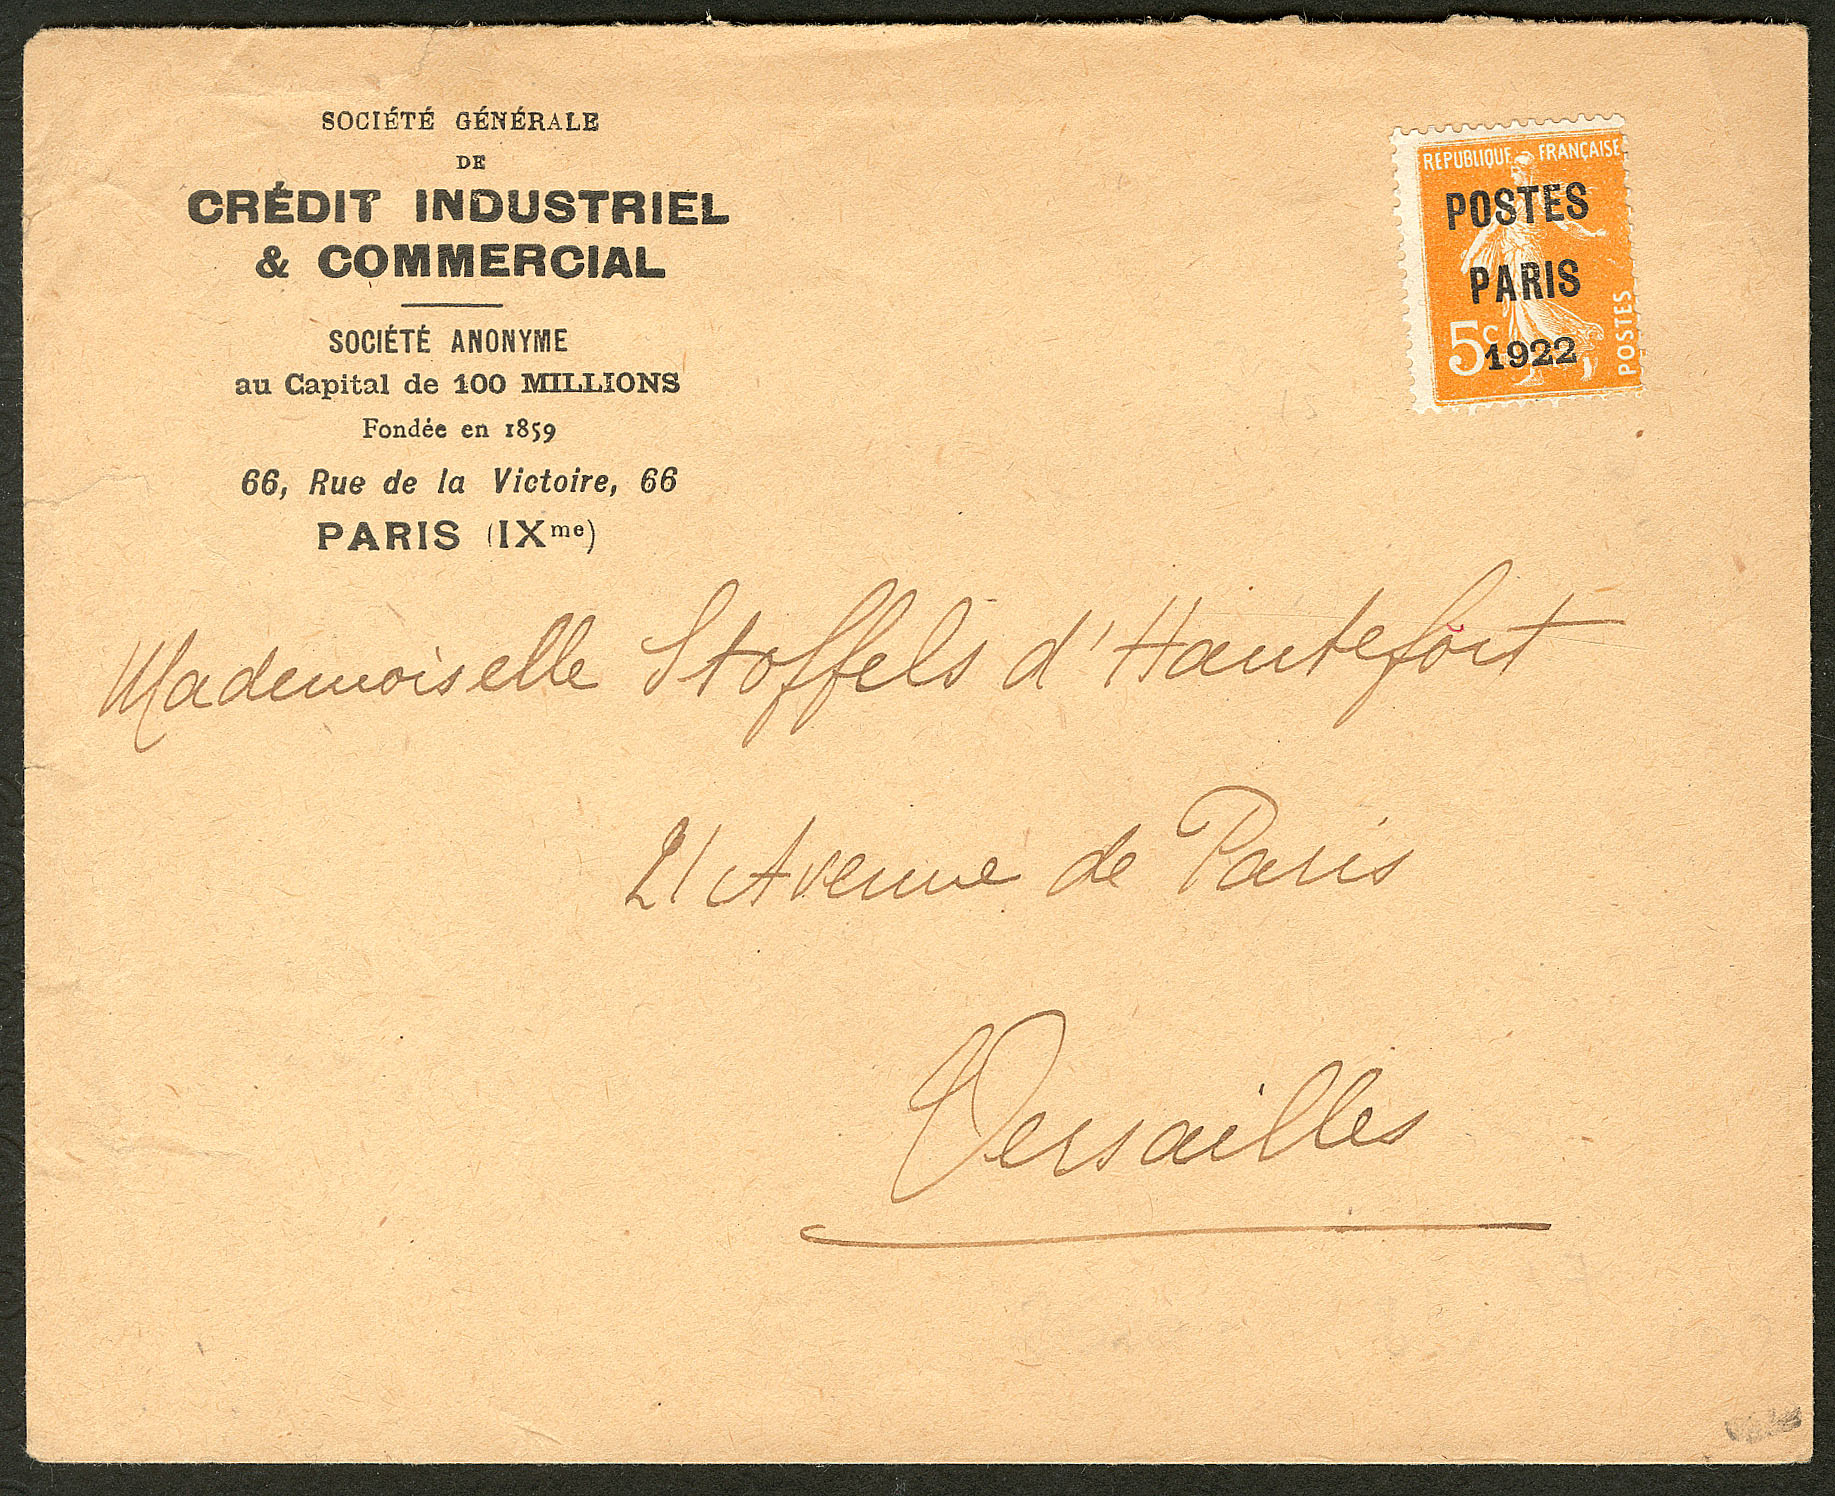 SOCIÉTÉ GÉNÉRALE
DE
CRÉDIT INDUSTRIEL
& COMMERCIAL
SOCIÉTÉ ANONYME
au Capital de 100 MILLIONS
Fondée en 1859
66, Rue de la Victoire, 66
PARIS (IXme)
REPUBLIQUE FRANÇAISE
POSTES
PARIS
5c
1922
POSTES
Mademoiselle Stoffels d'Hautefort
21 Avenue de Paris
Versailles